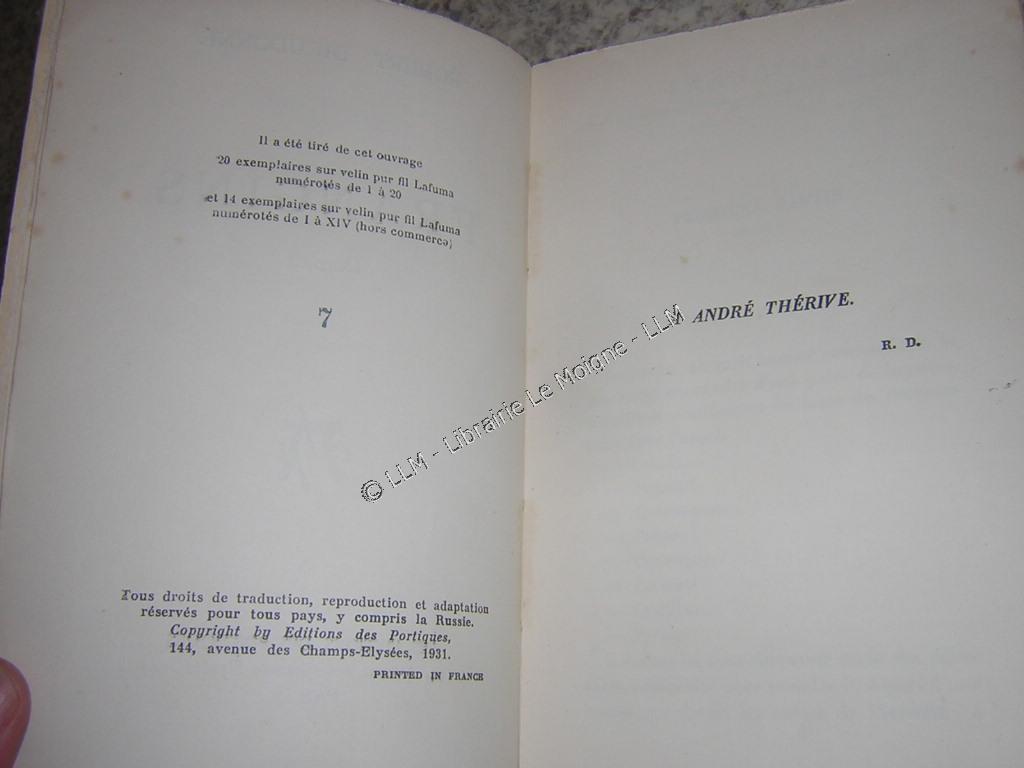 Il a été tiré de cet ouvrage
20 exemplaires sur velin pur fil Lafuma
numérotés de 1 à 20
et 14 exemplaires sur velin pur fil Lafuma
numérotés de I à XIV (hors commerce)
7
Tous droits de traduction, reproduction et adaptation
réservés pour tous pays, y compris la Russie.
Copyright by Editions des Portiques,
144, avenue des Champs-Elysées, 1931.
PRINTED IN FRANCE
ANDRÉ THÉRIVE.
R. D.
© LLM - Librairie Le Moigne - LLM